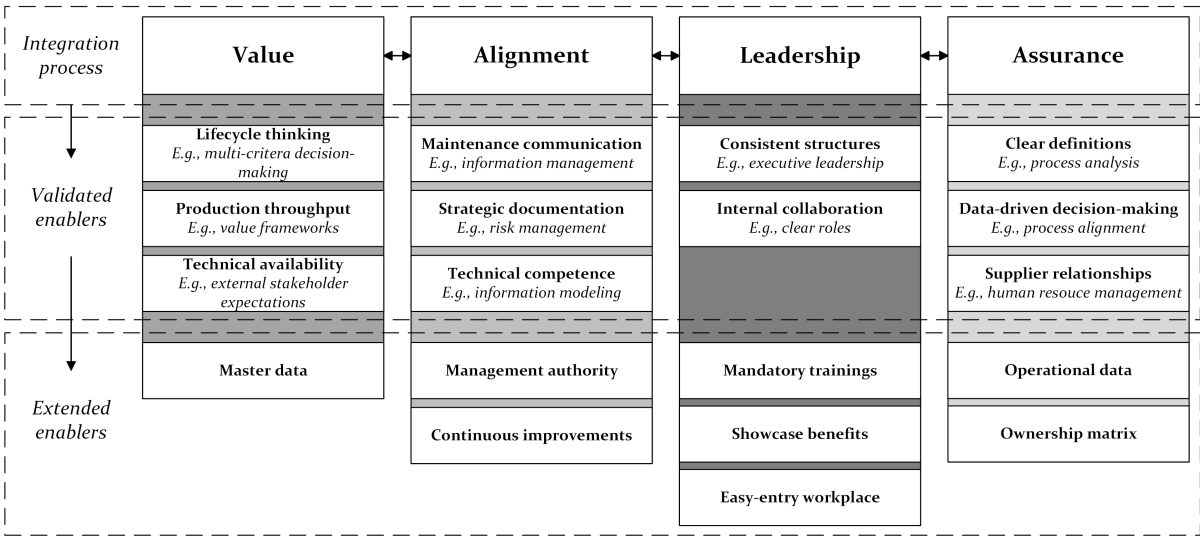 Integration
process
Value
Alignment
Leadership
Assurance
Validated
enablers
Lifecycle thinking
E.g., multi-critera decision-
making
Maintenance communication
E.g., information management
Consistent structures
E.g., executive leadership
Clear definitions
E.g., process analysis
Production throughput
E.g., value frameworks
Strategic documentation
E.g., risk management
Internal collaboration
E.g., clear roles
Data-driven decision-making
E.g., process alignment
Technical availability
E.g., external stakeholder
expectations
Technical competence
E.g., information modeling
Supplier relationships
E.g., human resouce management
Extended
enablers
Master data
Management authority
Mandatory trainings
Operational data
Continuous improvements
Showcase benefits
Ownership matrix
Easy-entry workplace